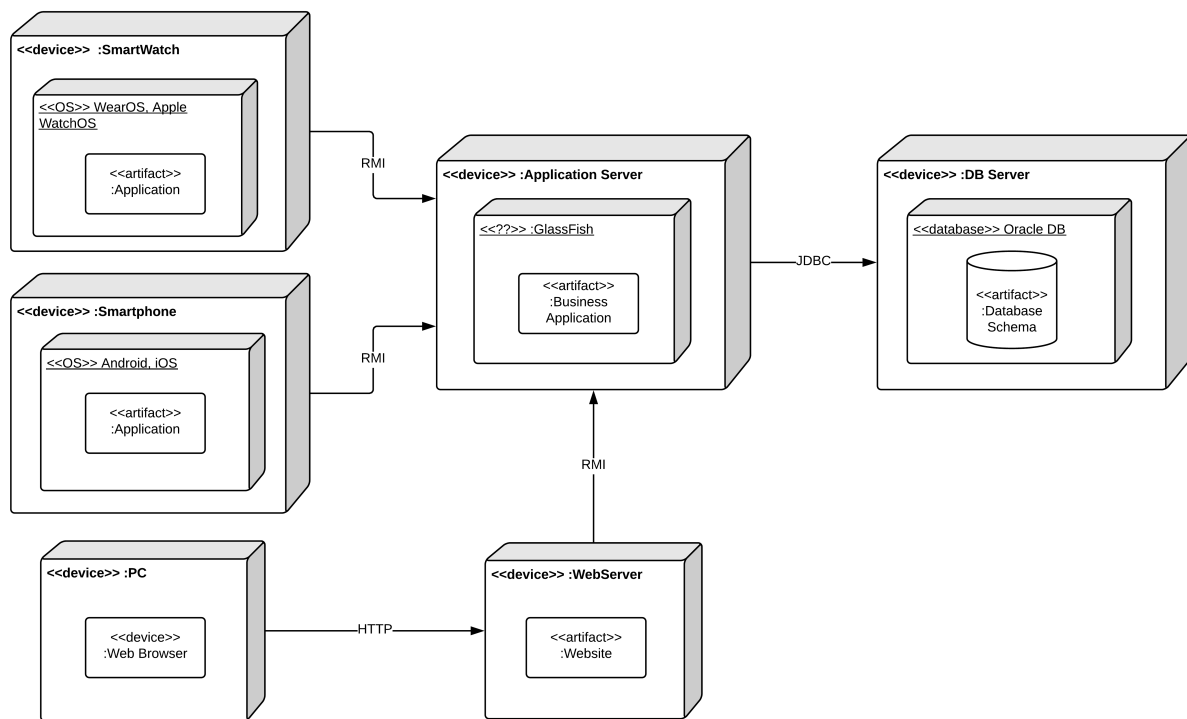 <<device>>  :SmartWatch
<<OS>> WearOS, Apple
WatchOS
<<artifact>>
:Application
RMI
<<device>> :Application Server
<<??>> :GlassFish
<<artifact>>
:Business
Application
JDBC
<<device>> :DB Server
<<database>> Oracle DB
<<artifact>>
:Database
Schema
<<device>> :Smartphone
<<OS>> Android, iOS
<<artifact>>
:Application
RMI
RMI
<<device>> :PC
<<device>>
:Web Browser
HTTP
<<device>> :WebServer
<<artifact>>
:Website